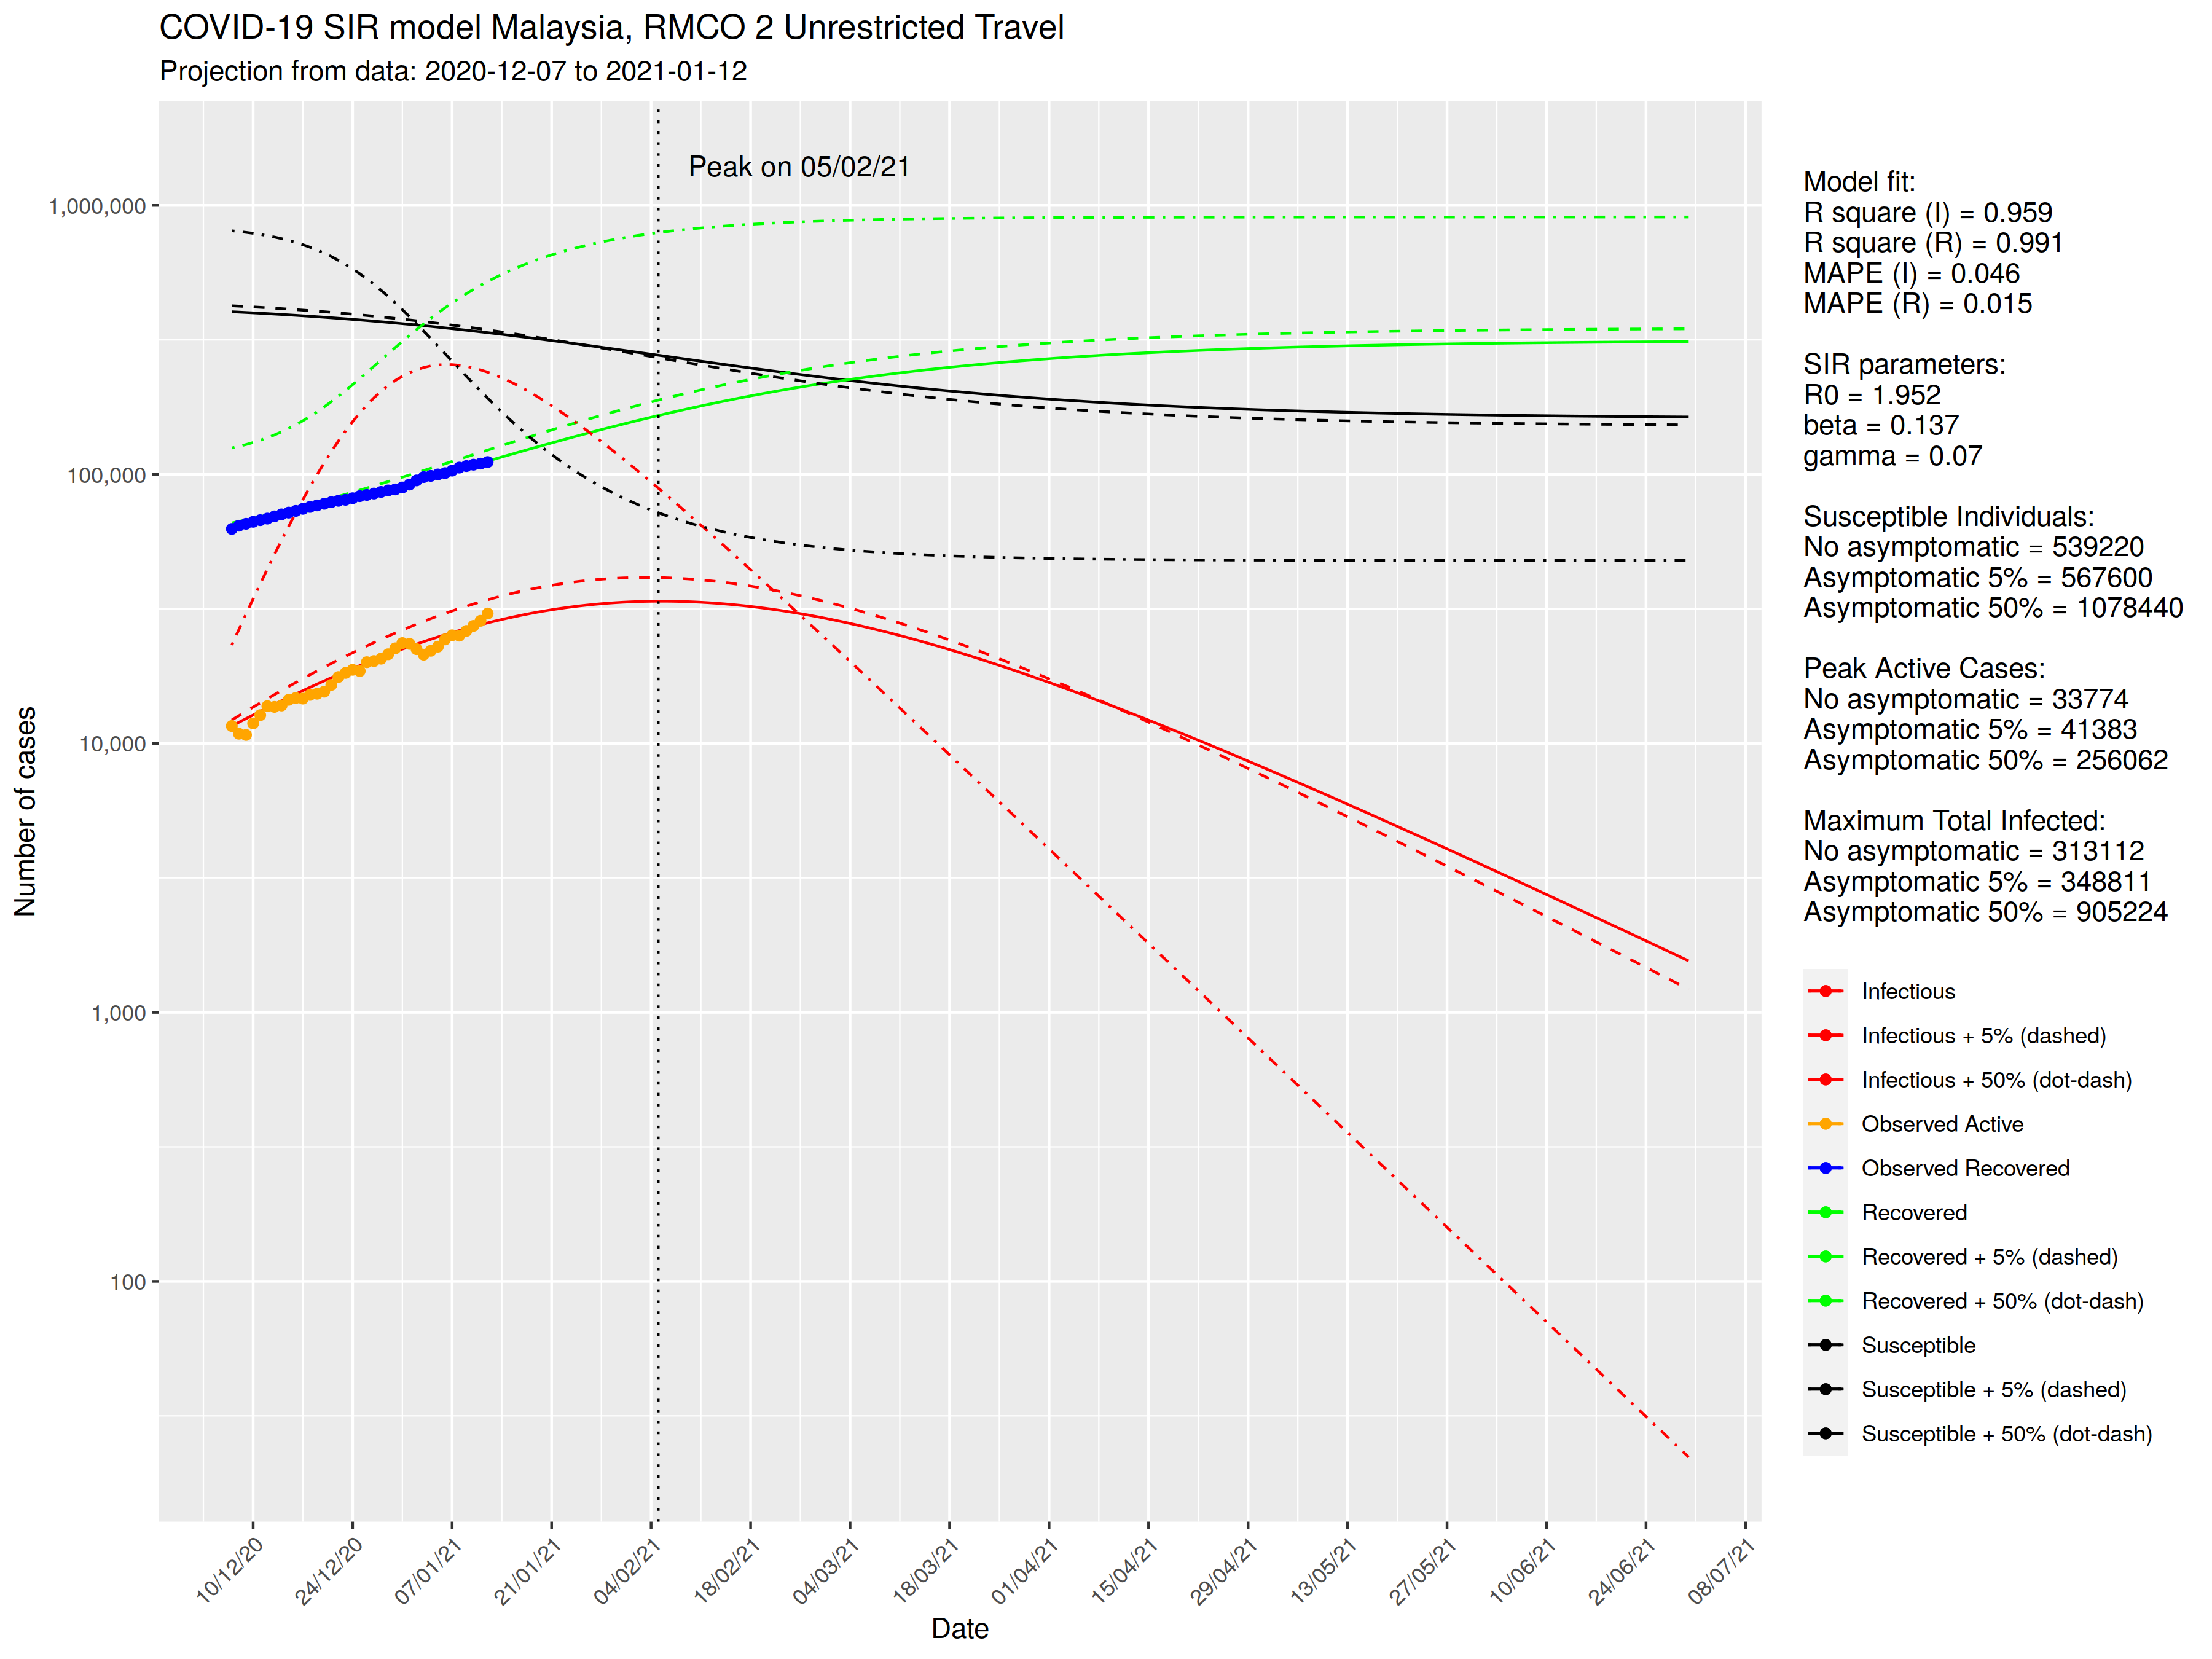 COVID-19 SIR model Malaysia, RMCO 2 Unrestricted Travel
Projection from data: 2020-12-07 to 2021-01-12
Peak on 05/02/21
Number of cases
1,000,000
100,000
10,000
1,000
100
10/12/20
24/12/20
07/01/21
21/01/21
04/02/21
18/02/21
04/03/21
18/03/21
01/04/21
15/04/21
29/04/21
13/05/21
27/05/21
10/06/21
24/06/21
08/07/21
Date
Model fit:
R square (I) = 0.959
R square (R) = 0.991
MAPE (I) = 0.046
MAPE (R) = 0.015
SIR parameters:
R0 = 1.952
beta = 0.137
gamma = 0.07
Susceptible Individuals:
No asymptomatic = 539220
Asymptomatic 5% = 567600
Asymptomatic 50% = 1078440
Peak Active Cases:
No asymptomatic = 33774
Asymptomatic 5% = 41383
Asymptomatic 50% = 256062
Maximum Total Infected:
No asymptomatic = 313112
Asymptomatic 5% = 348811
Asymptomatic 50% = 905224
Infectious
Infectious + 5% (dashed)
Infectious + 50% (dot-dash)
Observed Active
Observed Recovered
Recovered
Recovered + 5% (dashed)
Recovered + 50% (dot-dash)
Susceptible
Susceptible + 5% (dashed)
Susceptible + 50% (dot-dash)